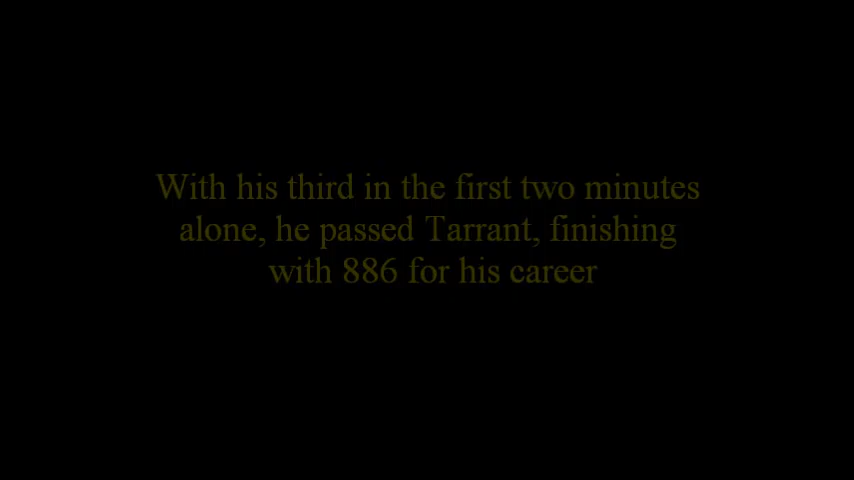 With his third in the first two minutes
alone, he passed Tarrant, finishing
with 886 for his career